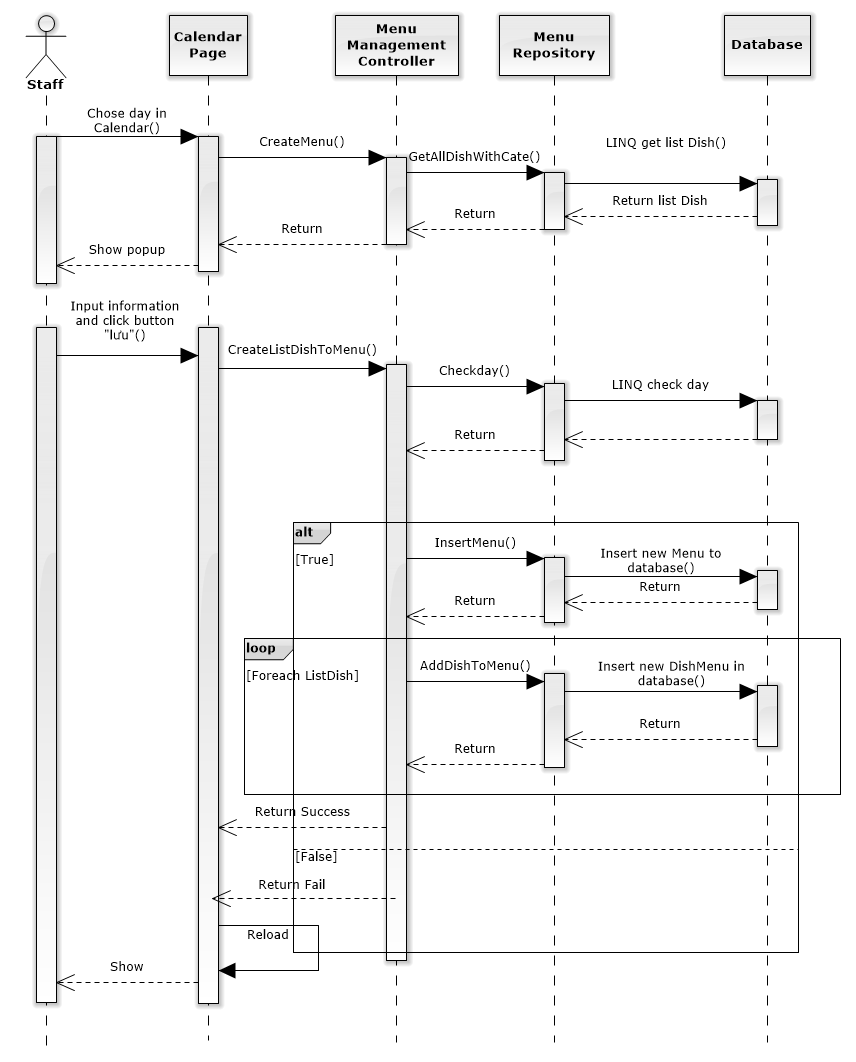 Staff
Calendar
Page
Menu
Management
Controller
Menu
Repository
Database
Chose day in
Calendar()
CreateMenu()
GetAllDishWithCate()
LINQ get list Dish()
Return list Dish
Return
Return
Show popup
Input information
and click button
"lưu"()
CreateListDishToMenu()
Checkday()
LINQ check day
Return
alt
[True]
InsertMenu()
Insert new Menu to
database()
Return
Return
loop
[Foreach ListDish]
AddDishToMenu()
Insert new DishMenu in
database()
Return
Return
Return Success
[False]
Return Fail
Reload
Show